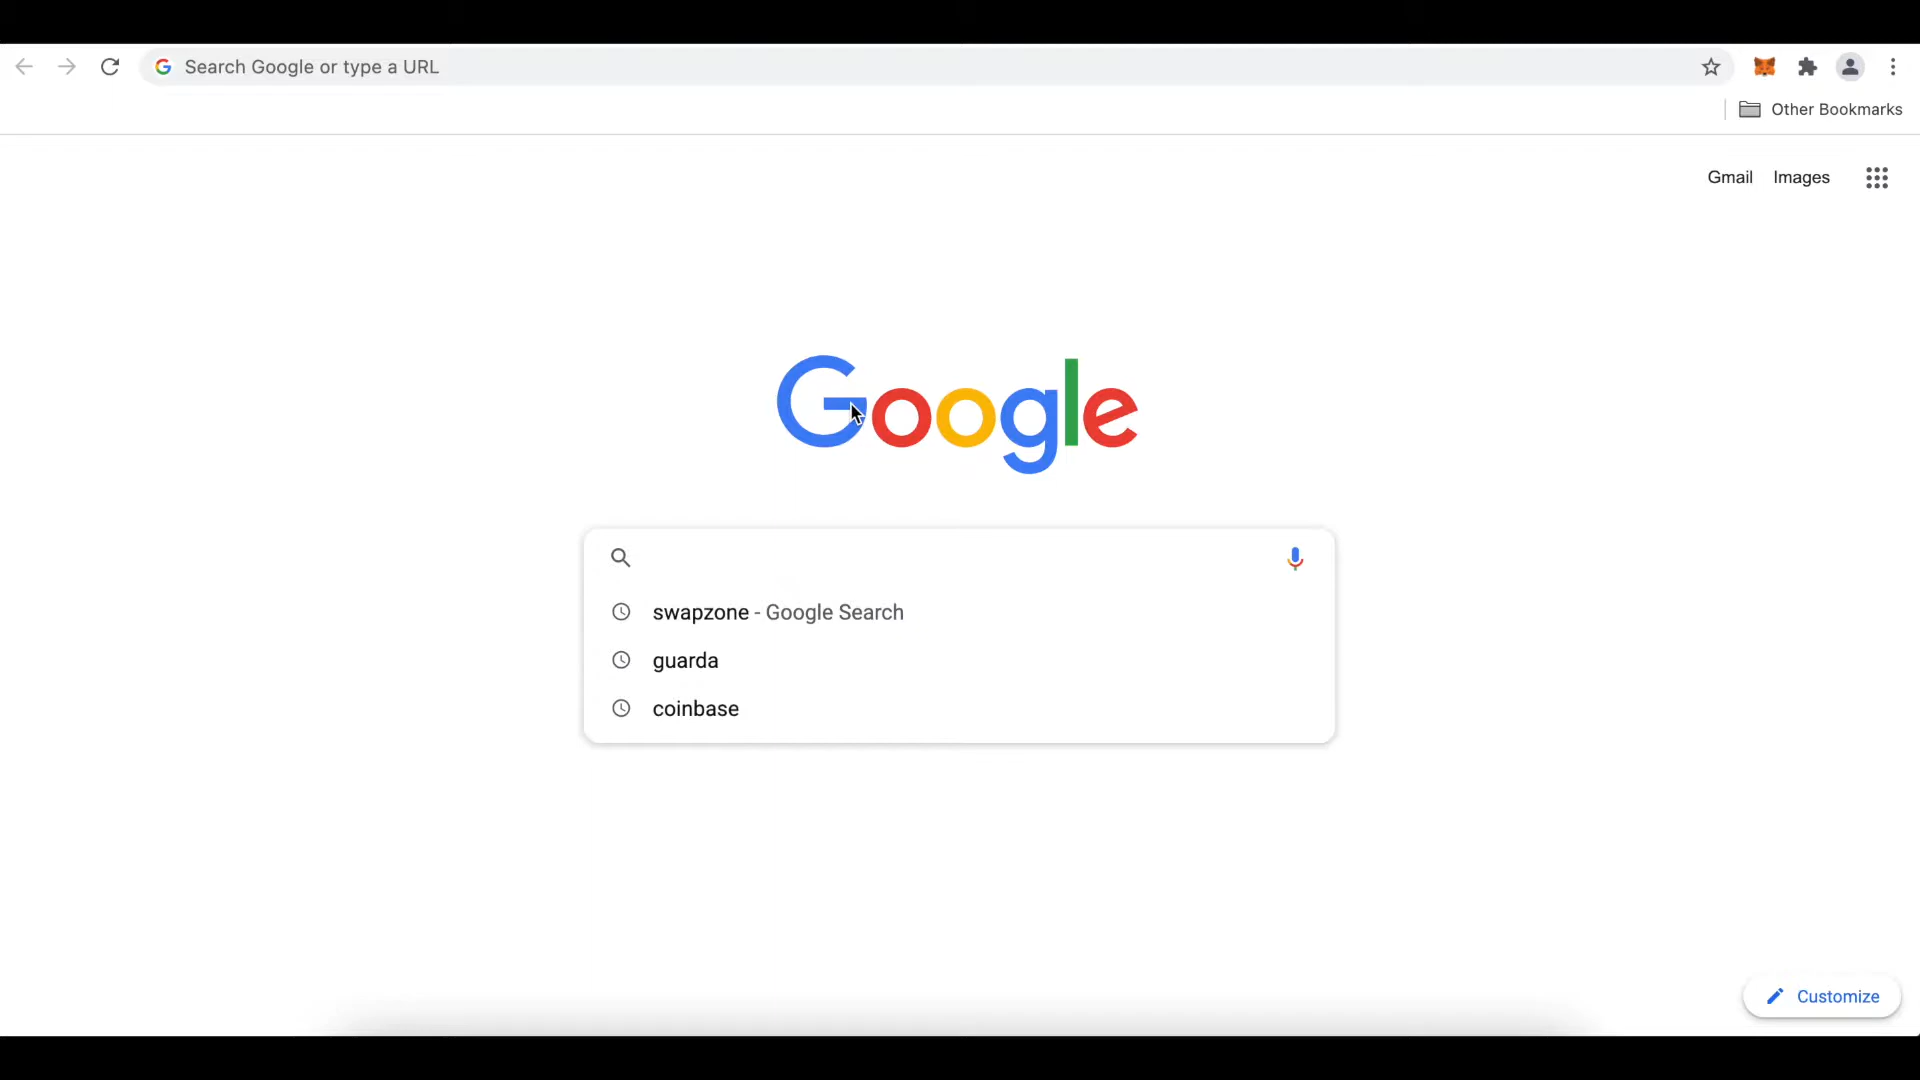 Search Google or type a URL
Other Bookmarks
Gmail Images
Google
swapzone - Google Search
guarda
coinbase
Customize